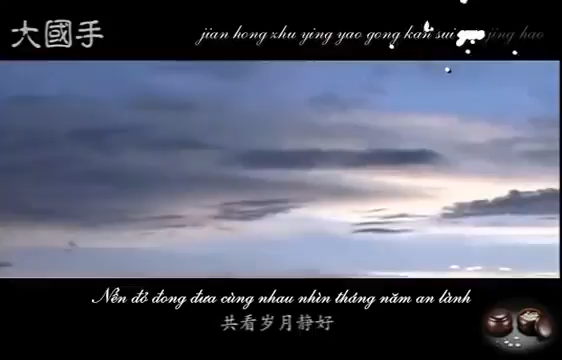 大國手
jian hong zhu ying yao gong kan sui yue jing hao
Nến đỏ đong đưa cùng nhau nhìn tháng năm an lành
共看岁月静好